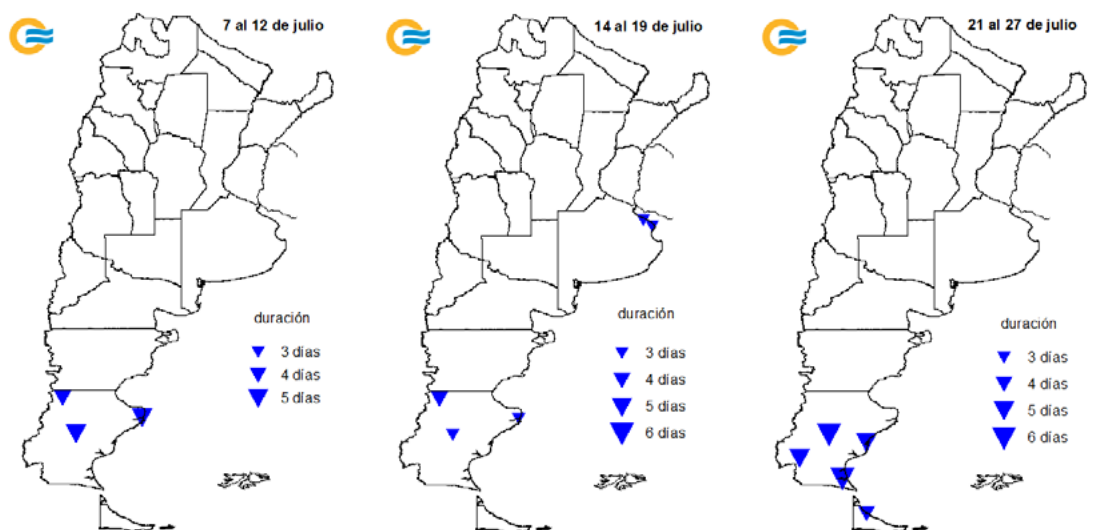 7 al 12 de julio
duración
3 días
4 días
5 días
14 al 19 de julio
duración
3 días
4 días
5 días
6 días
21 al 27 de julio
duración
3 días
4 días
5 días
6 días